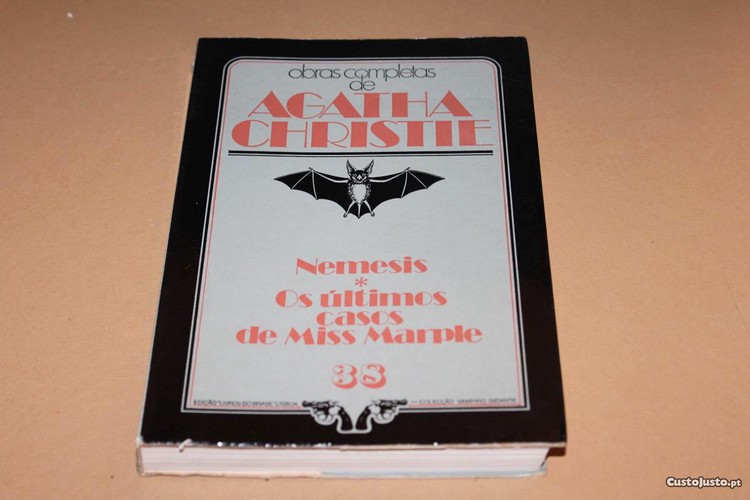 obras completas
de
AGATHA
CHRISTIE
Nemesis
*
Os últimos
casos
de Miss Marple
38
EDIÇÃO "LIVROS DO BRASIL" LISBOA
COLECÇÃO VAMPIRO GIGANTE
CustoJusto.pt